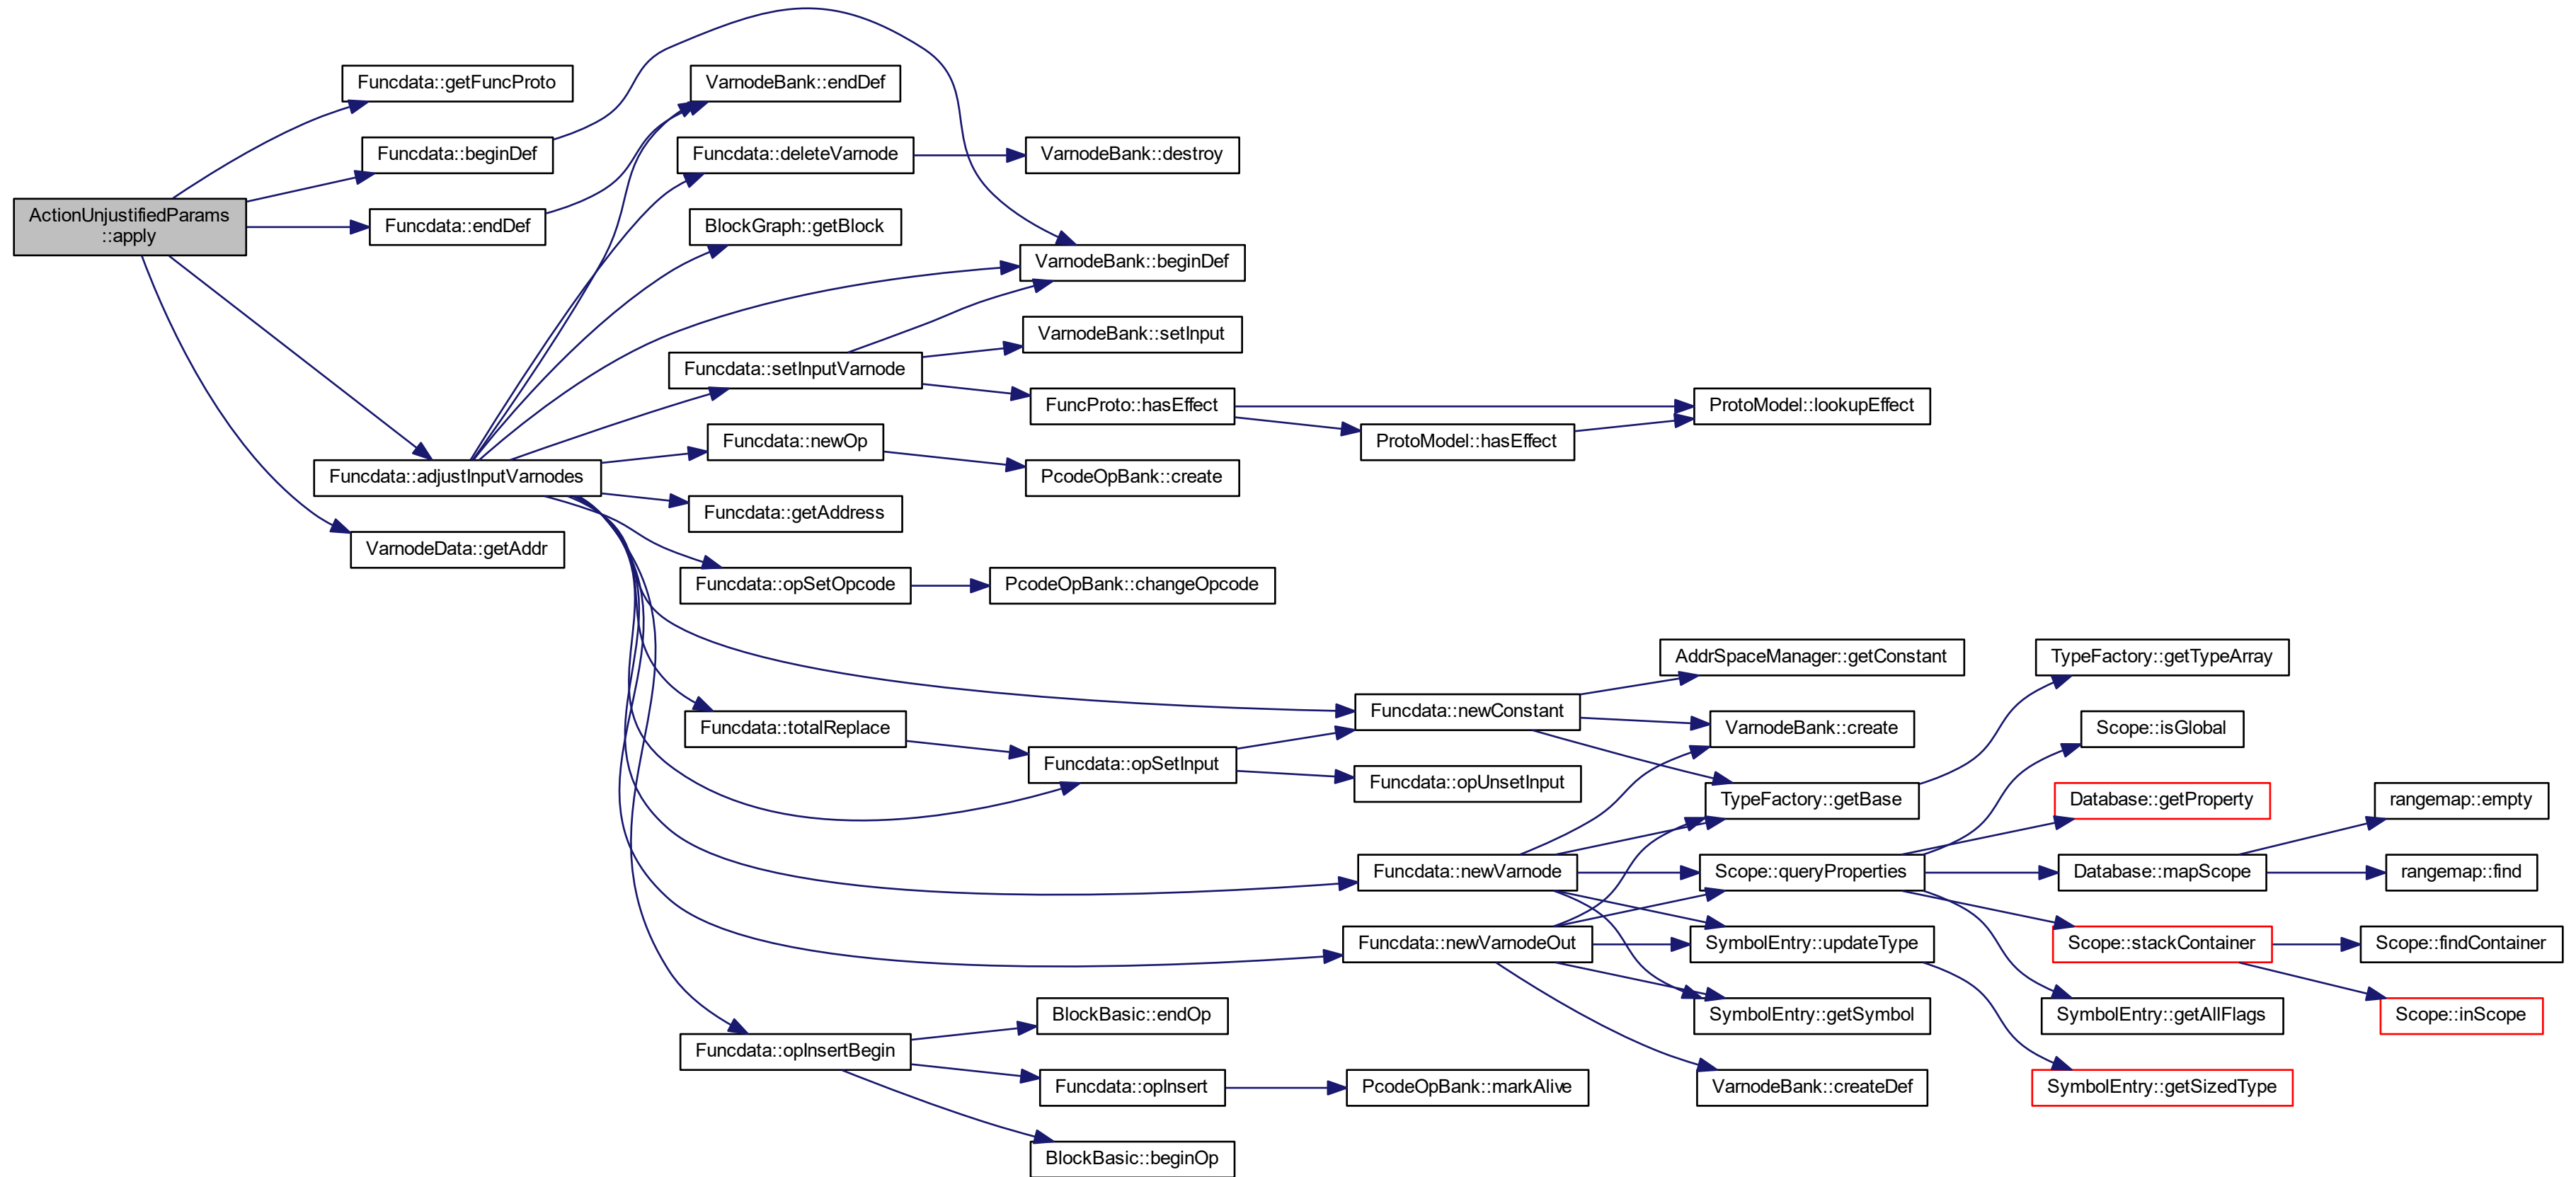 ActionUnjustifiedParams
::apply
Funcdata::getFuncProto
Funcdata::beginDef
Funcdata::endDef
Funcdata::adjustInputVarnodes
VarnodeData::getAddr
VarnodeBank::endDef
Funcdata::deleteVarnode
BlockGraph::getBlock
Funcdata::setInputVarnode
Funcdata::newOp
Funcdata::getAddress
Funcdata::opSetOpcode
Funcdata::totalReplace
Funcdata::opInsertBegin
VarnodeBank::destroy
VarnodeBank::beginDef
VarnodeBank::setInput
FuncProto::hasEffect
PcodeOpBank::create
PcodeOpBank::changeOpcode
Funcdata::opSetInput
BlockBasic::endOp
Funcdata::opInsert
BlockBasic::beginOp
ProtoModel::hasEffect
Funcdata::newConstant
Funcdata::opUnsetInput
Funcdata::newVarnode
Funcdata::newVarnodeOut
PcodeOpBank::markAlive
ProtoModel::lookupEffect
AddrSpaceManager::getConstant
VarnodeBank::create
TypeFactory::getBase
Scope::queryProperties
SymbolEntry::updateType
SymbolEntry::getSymbol
VarnodeBank::createDef
TypeFactory::getTypeArray
Scope::isGlobal
Database::getProperty
Database::mapScope
Scope::stackContainer
SymbolEntry::getAllFlags
SymbolEntry::getSizedType
rangemap::empty
rangemap::find
Scope::findContainer
Scope::inScope